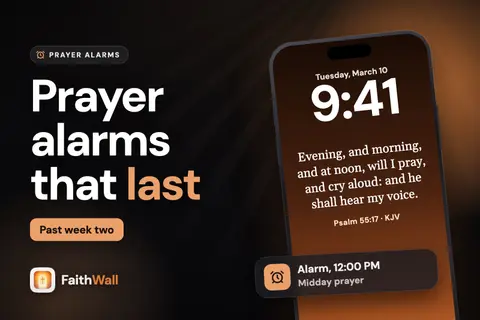 PRAYER ALARMS
Prayer
alarms
that last
Past week two
FaithWall
Tuesday, March 10
9:41
Evening, and morning,
and at noon, will I pray,
and cry aloud: and he
shall hear my voice.
Psalm 55:17 · KJV
Alarm, 12:00 PM
Midday prayer